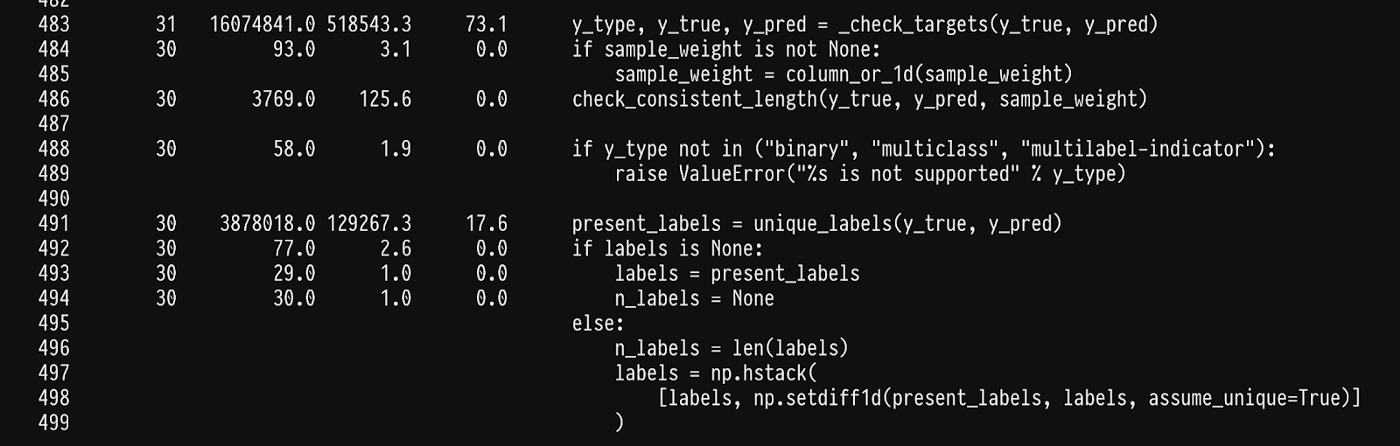 482
483 31 16074841.0 518543.3 73.1 y_type, y_true, y_pred = _check_targets(y_true, y_pred)
484 30 93.0 3.1 0.0 if sample_weight is not None:
485 sample_weight = column_or_1d(sample_weight)
486 30 3769.0 125.6 0.0 check_consistent_length(y_true, y_pred, sample_weight)
487
488 30 58.0 1.9 0.0 if y_type not in ("binary", "multiclass", "multilabel-indicator"):
489 raise ValueError("%s is not supported" % y_type)
490
491 30 3878018.0 129267.3 17.6 present_labels = unique_labels(y_true, y_pred)
492 30 77.0 2.6 0.0 if labels is None:
493 30 29.0 1.0 0.0 labels = present_labels
494 30 30.0 1.0 0.0 n_labels = None
495 else:
496 n_labels = len(labels)
497 labels = np.hstack(
498 [labels, np.setdiff1d(present_labels, labels, assume_unique=True)]
499 )